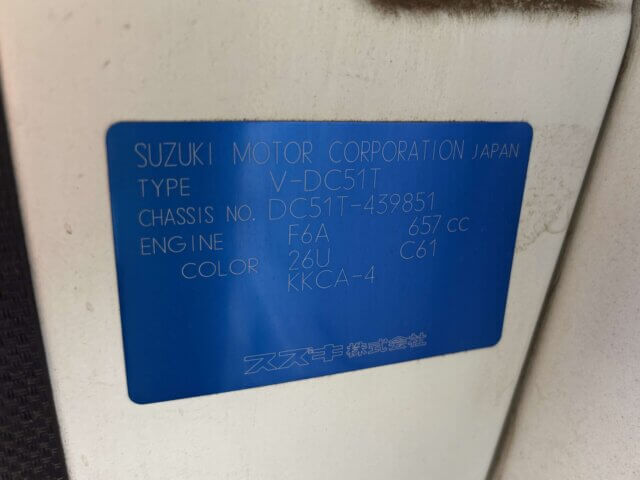 SUZUKI MOTOR CORPORATION JAPAN
TYPE V-DC51T
CHASSIS NO. DC51T-439851
ENGINE F6A 657 cc
COLOR 26U C61
KKCA-4
スズキ株式会社